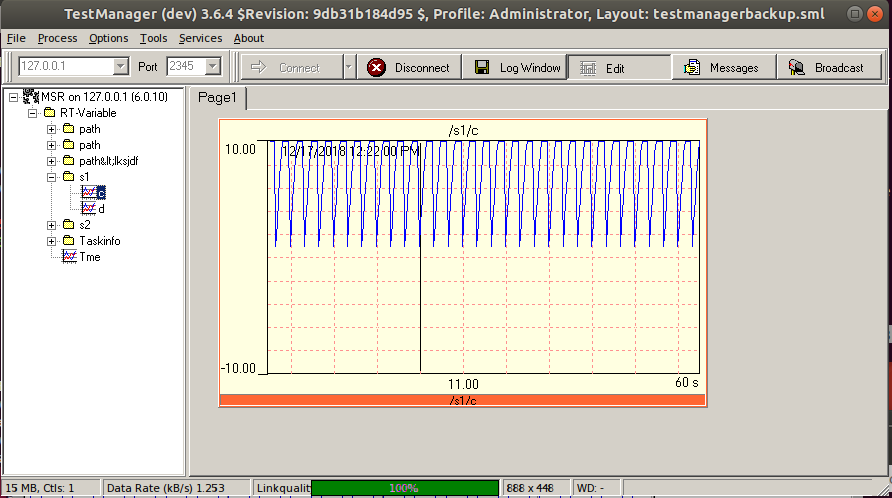 TestManager (dev) 3.6.4 $Revision: 9db31b184d95 $, Profile: Administrator, Layout: testmanagerbackup.sml
File Process Options Tools Services About
127.0.0.1 Port 2345 Connect Disconnect Log Window Edit Messages Broadcast
MSR on 127.0.0.1 (6.0.10)
RT-Variable
path
path
path&lt;lksjdf
s1
c
d
s2
Taskinfo
Tme
Page1
/s1/c
10.00
12/17/2018 12:22:00 PM
-10.00
11.00
60 s
/s1/c
15 MB, Ctls: 1 Data Rate (kB/s) 1.253 Linkquality 100% 888 x 448 WD: -